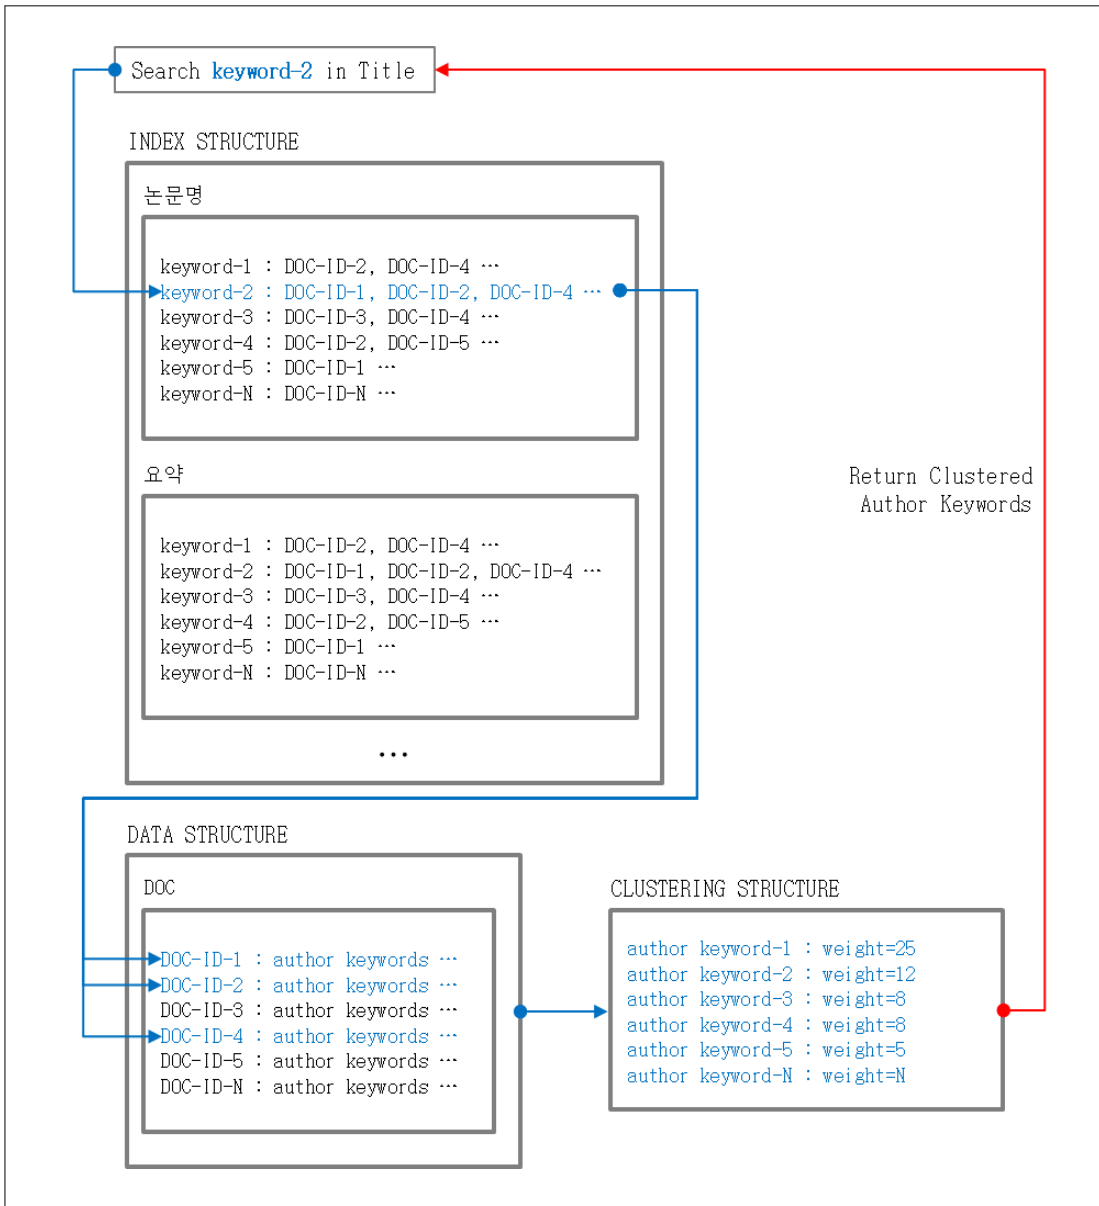 Search keyword-2 in Title
INDEX STRUCTURE
논문명
keyword-1 : DOC-ID-2, DOC-ID-4 …
keyword-2 : DOC-ID-1, DOC-ID-2, DOC-ID-4 …
keyword-3 : DOC-ID-3, DOC-ID-4 …
keyword-4 : DOC-ID-2, DOC-ID-5 …
keyword-5 : DOC-ID-1 …
keyword-N : DOC-ID-N …
요약
keyword-1 : DOC-ID-2, DOC-ID-4 …
keyword-2 : DOC-ID-1, DOC-ID-2, DOC-ID-4 …
keyword-3 : DOC-ID-3, DOC-ID-4 …
keyword-4 : DOC-ID-2, DOC-ID-5 …
keyword-5 : DOC-ID-1 …
keyword-N : DOC-ID-N …
…
Return Clustered
Author Keywords
DATA STRUCTURE
DOC
DOC-ID-1 : author keywords …
DOC-ID-2 : author keywords …
DOC-ID-3 : author keywords …
DOC-ID-4 : author keywords …
DOC-ID-5 : author keywords …
DOC-ID-N : author keywords …
CLUSTERING STRUCTURE
author keyword-1 : weight=25
author keyword-2 : weight=12
author keyword-3 : weight=8
author keyword-4 : weight=8
author keyword-5 : weight=5
author keyword-N : weight=N